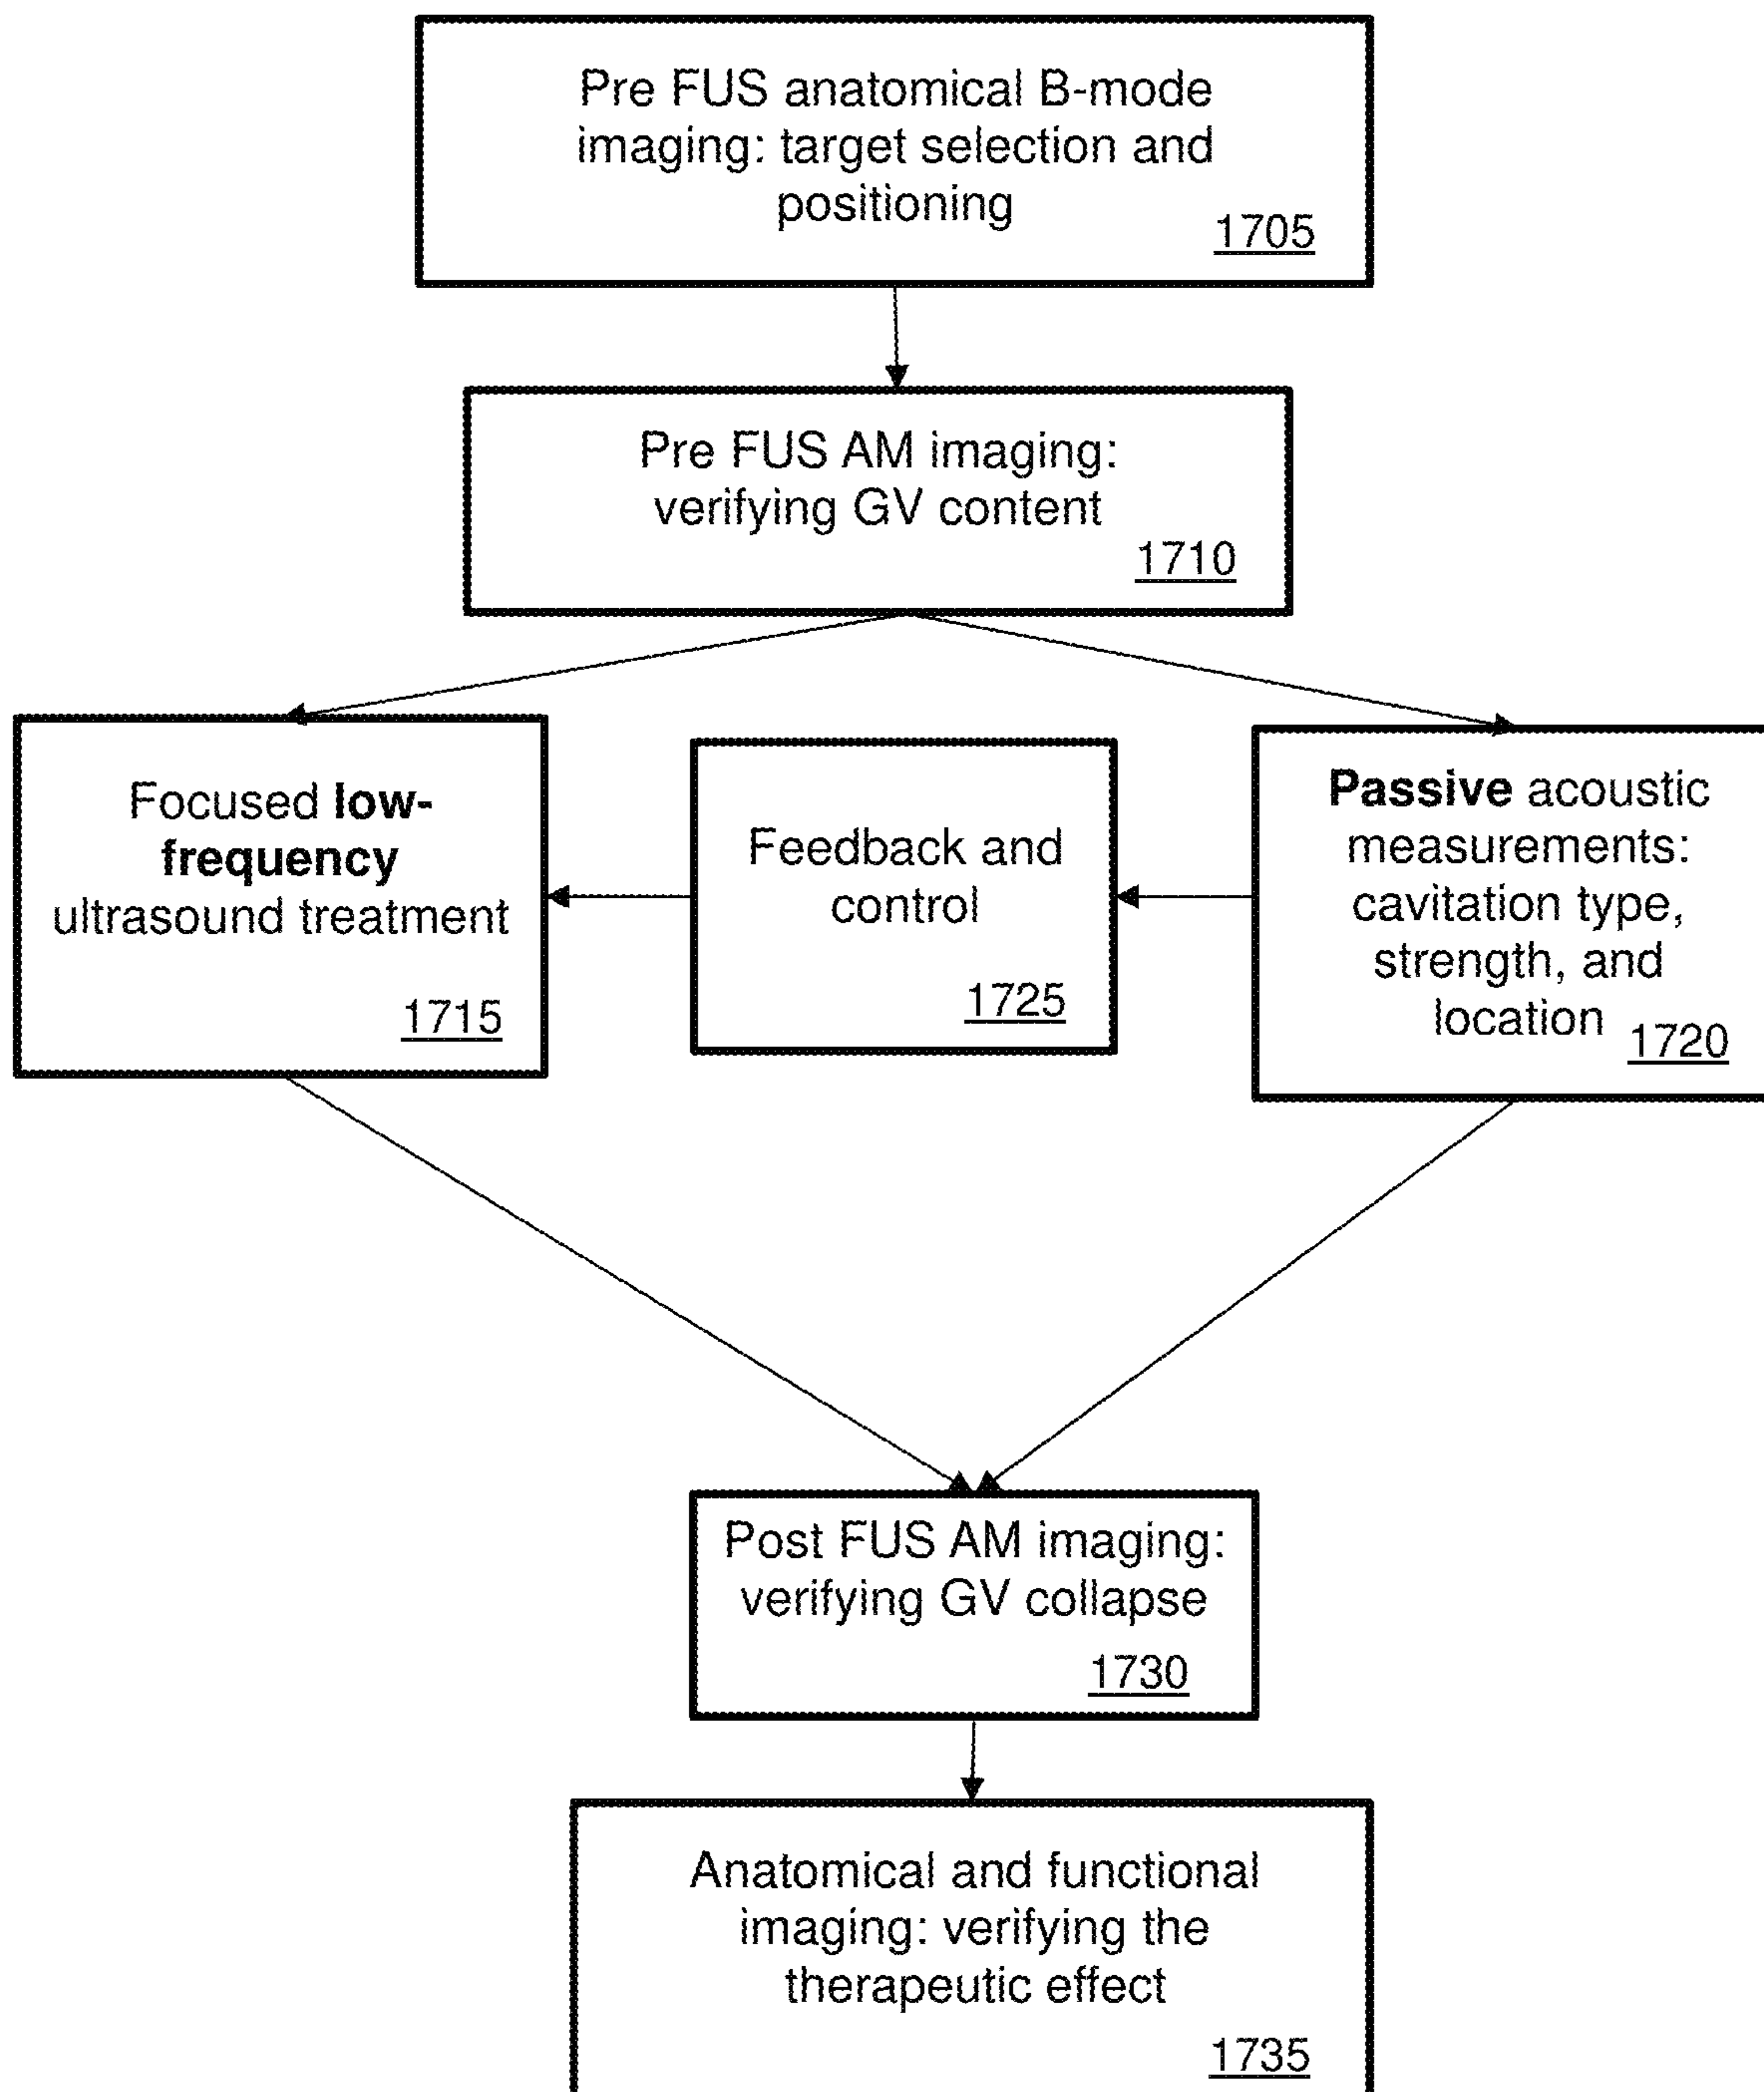 Pre FUS anatomical B-mode
imaging: target selection and
positioning
1705
Pre FUS AM imaging:
verifying GV content
1710
Focused low-
frequency
ultrasound treatment
1715
Feedback and
control
1725
Passive acoustic
measurements:
cavitation type,
strength, and
location
1720
Post FUS AM imaging:
verifying GV collapse
1730
Anatomical and functional
imaging: verifying the
therapeutic effect
1735